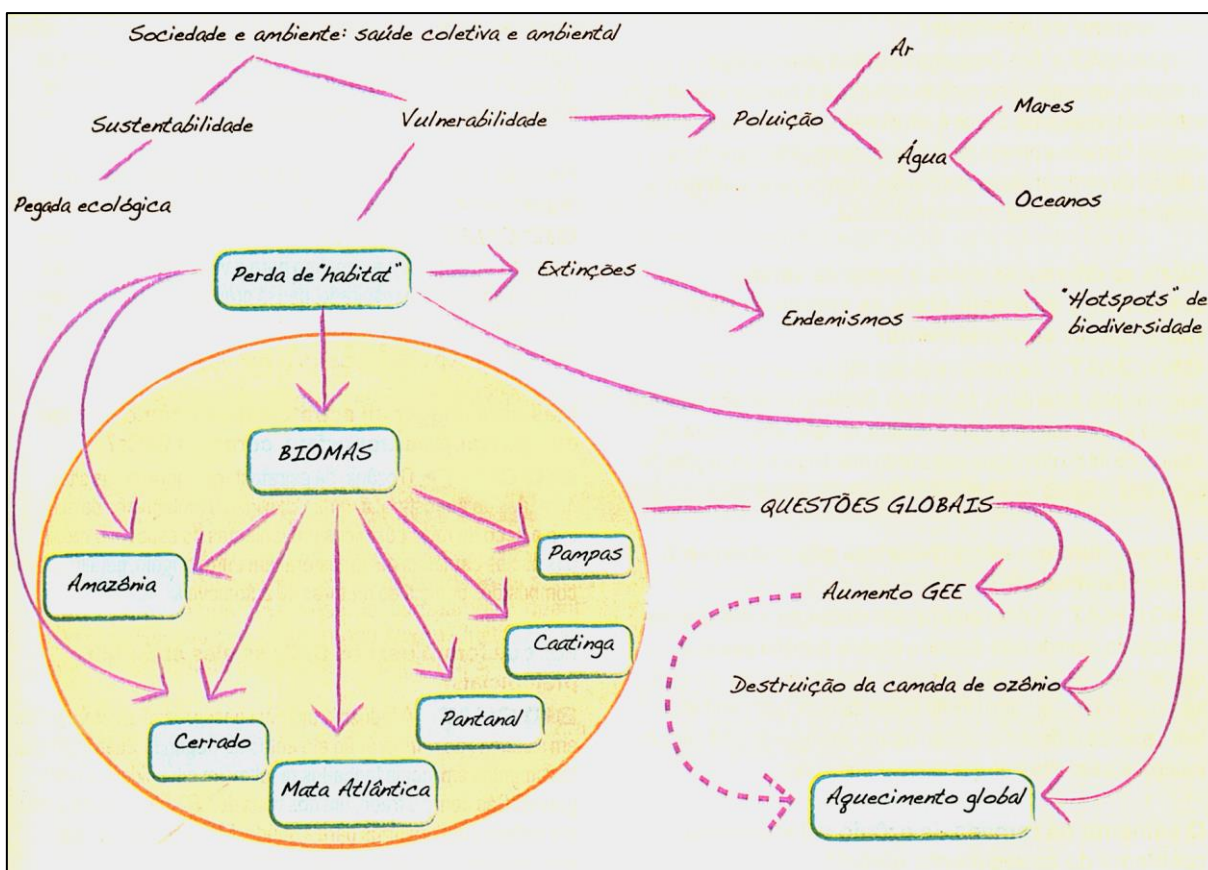 Sociedade e ambiente: saúde coletiva e ambiental
Ar
Sustentabilidade
Vulnerabilidade
Poluição
Mares
Água
Pegada ecológica
Oceanos
Perda de "habitat"
Extinções
Endemismos
"Hotspots" de
biodiversidade
BIOMAS
QUESTÕES GLOBAIS
Pampas
Amazônia
Aumento GEE
Caatinga
Destruição da camada de ozônio
Pantanal
Cerrado
Mata Atlântica
Aquecimento global